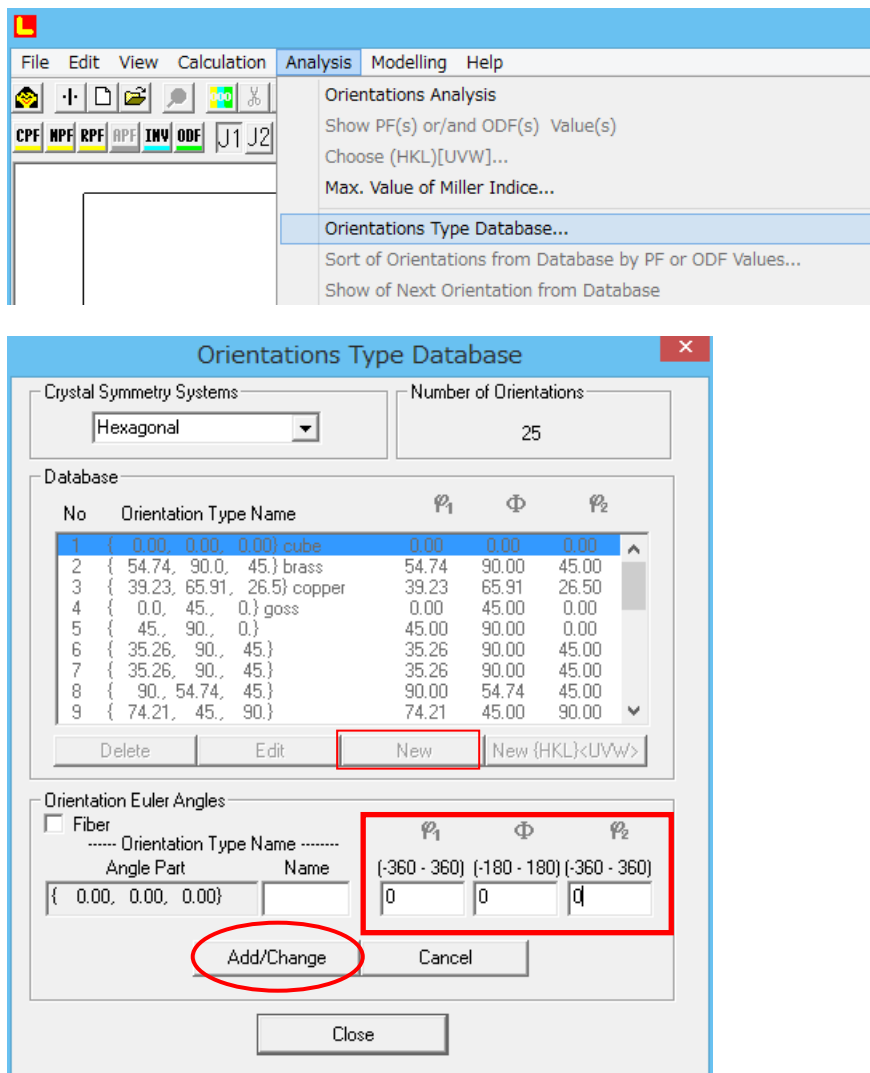 L
File Edit View Calculation Analysis Modelling Help
Orientations Analysis
CPF NPF RPF APF INV ODF J1 J2
Show PF(s) or/and ODF(s) Value(s)
Choose (HKL)[UVW]...
Max. Value of Miller Indice...
Orientations Type Database...
Sort of Orientations from Database by PF or ODF Values...
Show of Next Orientation from Database
Orientations Type Database
Crystal Symmetry Systems
Number of Orientations
Hexagonal
25
Database
No Orientation Type Name φ1 Φ φ2
1 { 0.00, 0.00, 0.00} cube 0.00 0.00 0.00
2 { 54.74, 90.0, 45.} brass 54.74 90.00 45.00
3 { 39.23, 65.91, 26.5} copper 39.23 65.91 26.50
4 { 0.0, 45., 0.} goss 0.00 45.00 0.00
5 { 45., 90., 0.} 45.00 90.00 0.00
6 { 35.26, 90., 45.} 35.26 90.00 45.00
7 { 35.26, 90., 45.} 35.26 90.00 45.00
8 { 90., 54.74, 45.} 90.00 54.74 45.00
9 { 74.21, 45., 90.} 74.21 45.00 90.00
Delete Edit New New {HKL}<UVW>
Orientation Euler Angles
Fiber
------ Orientation Type Name -------- φ1 Φ φ2
Angle Part Name (-360 - 360) (-180 - 180) (-360 - 360)
{ 0.00, 0.00, 0.00} 0 0 0
Add/Change Cancel
Close